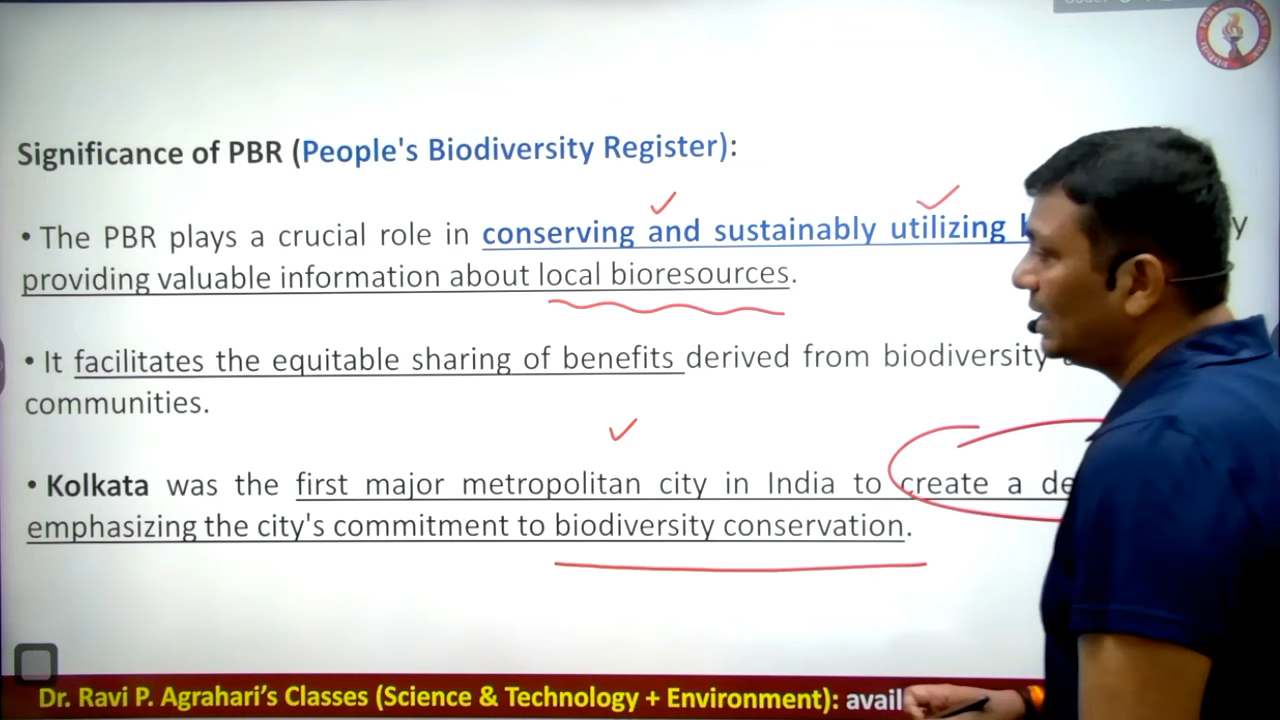 Significance of PBR (People's Biodiversity Register):
• The PBR plays a crucial role in conserving and sustainably utilizing
providing valuable information about local bioresources.
• It facilitates the equitable sharing of benefits derived from biodiversity
communities.
• Kolkata was the first major metropolitan city in India to create a
emphasizing the city's commitment to biodiversity conservation.
Dr. Ravi P. Agrahari's Classes (Science & Technology + Environment):